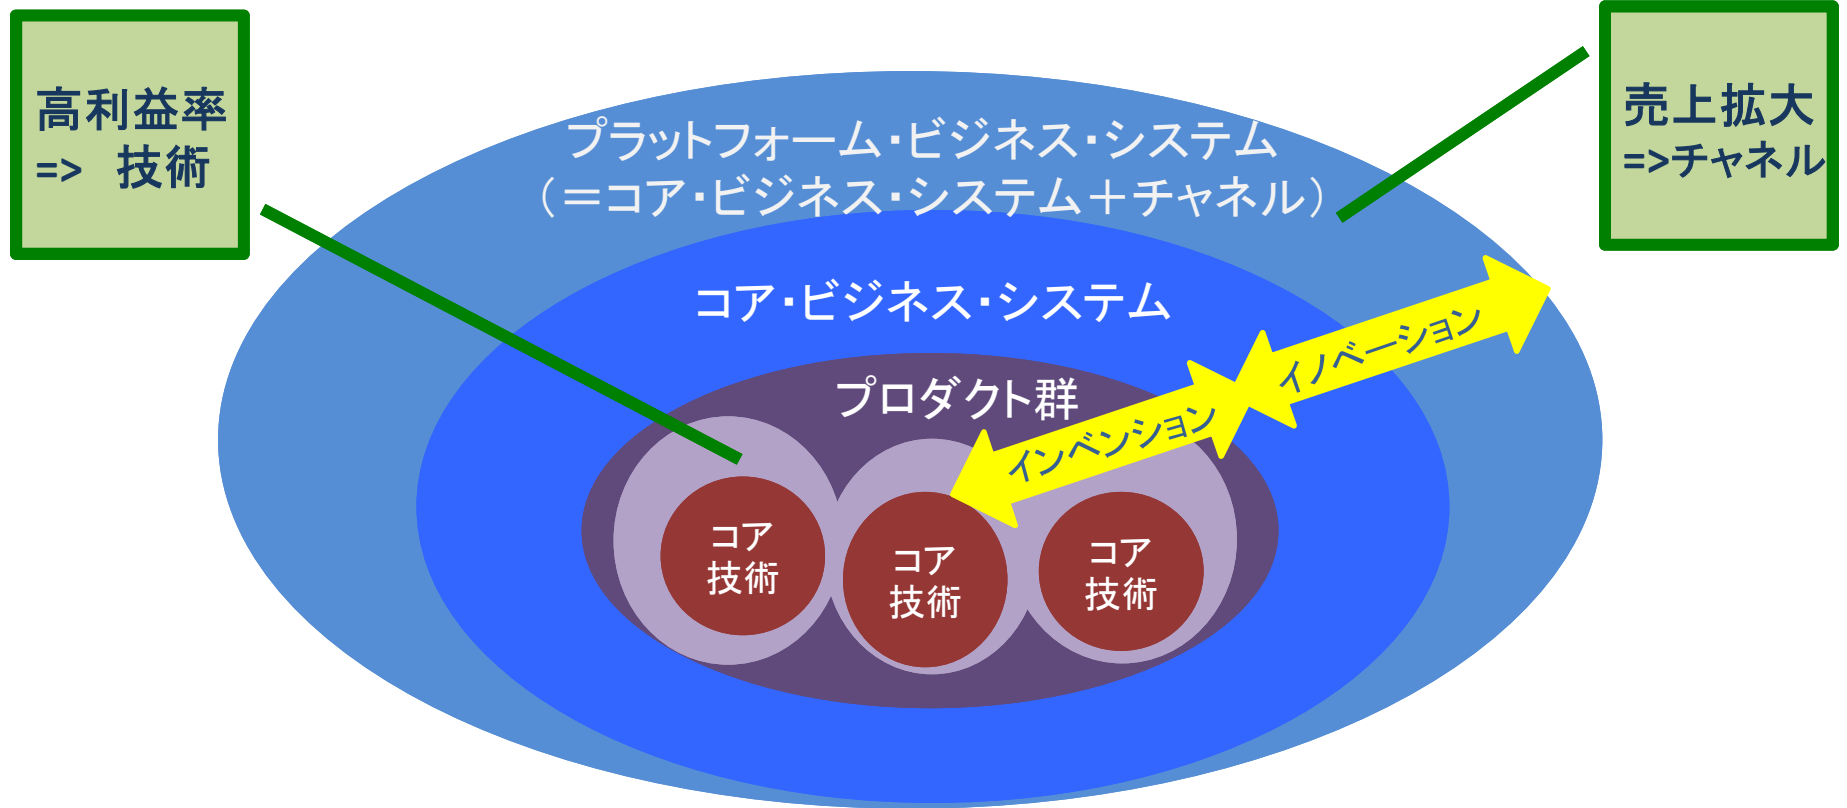 高利益率
=> 技術
売上拡大
=>チャネル
プラットフォーム・ビジネス・システム
（＝コア・ビジネス・システム＋チャネル）
コア・ビジネス・システム
イノベーション
プロダクト群
インベンション
コア
技術
コア
技術
コア
技術